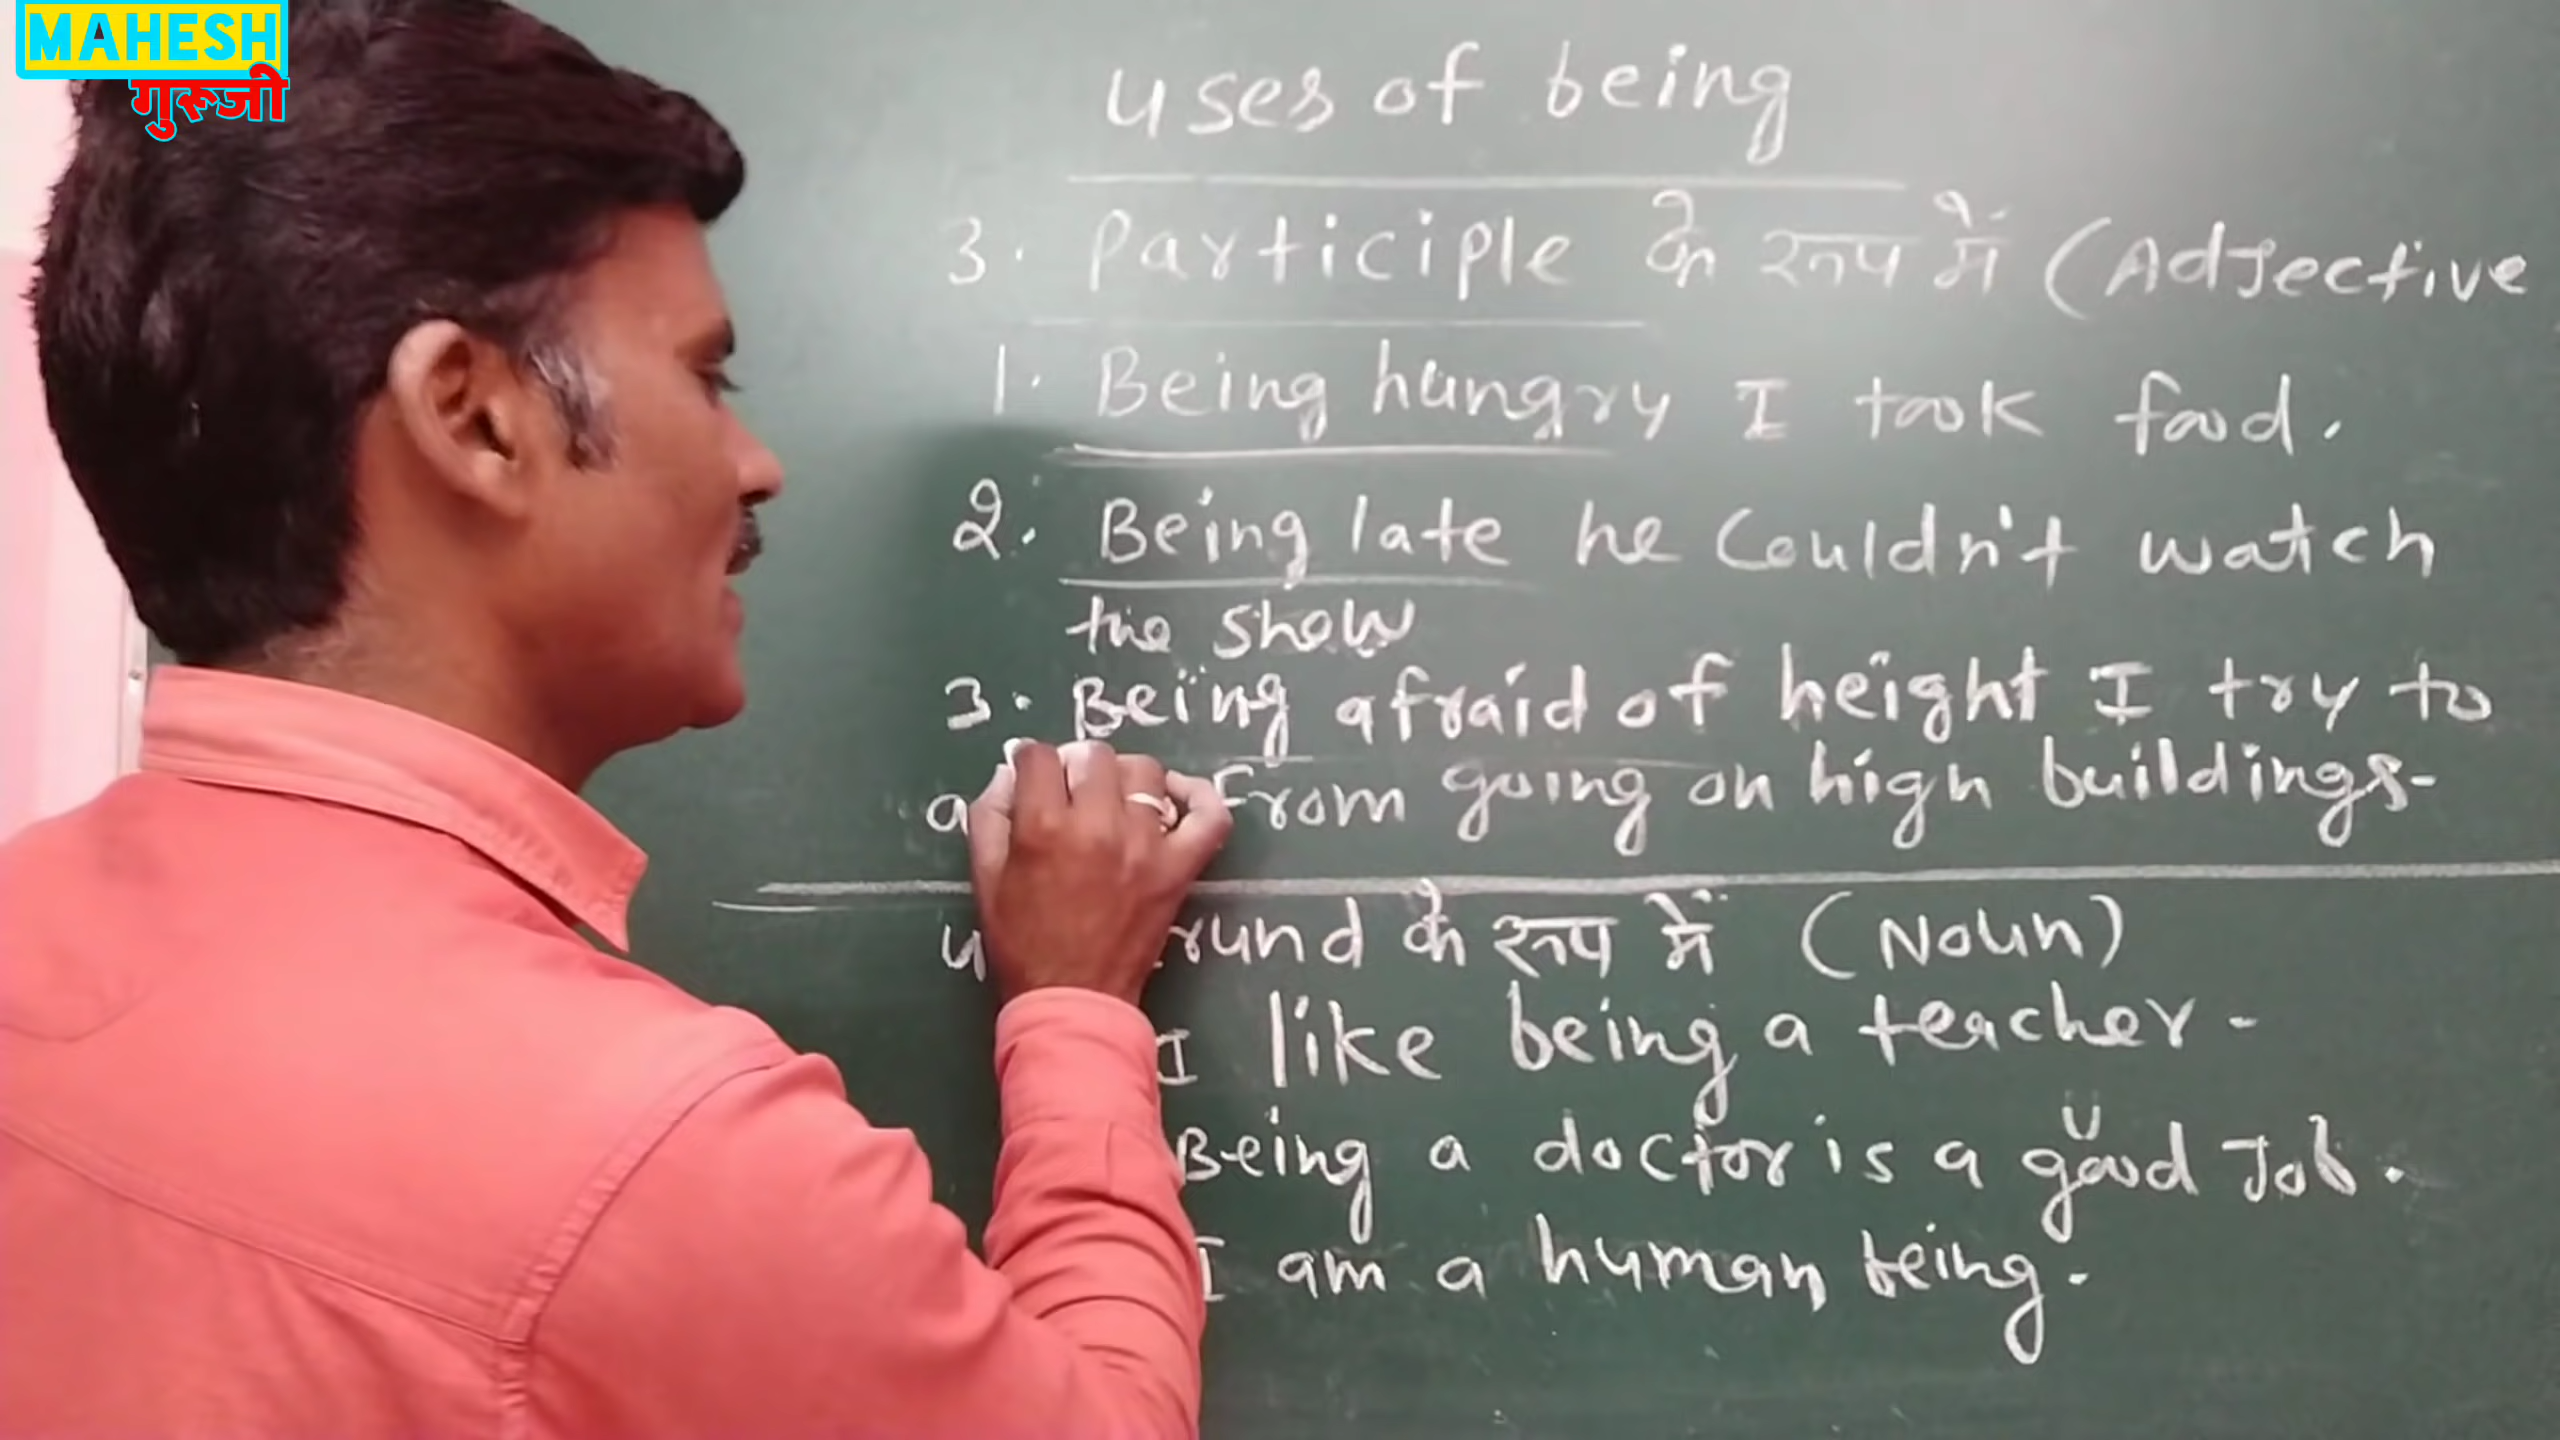 MAHESH
गुरूजी
uses of being
3. Participle के रूप में (Adjective
1. Being hungry I took food.
2. Being late he couldn't watch
the show
3. Being afraid of height I try to
from going on high buildings.
के रूप में (Noun)
I like being a teacher.
Being a doctor is a good Job.
I am a human being.